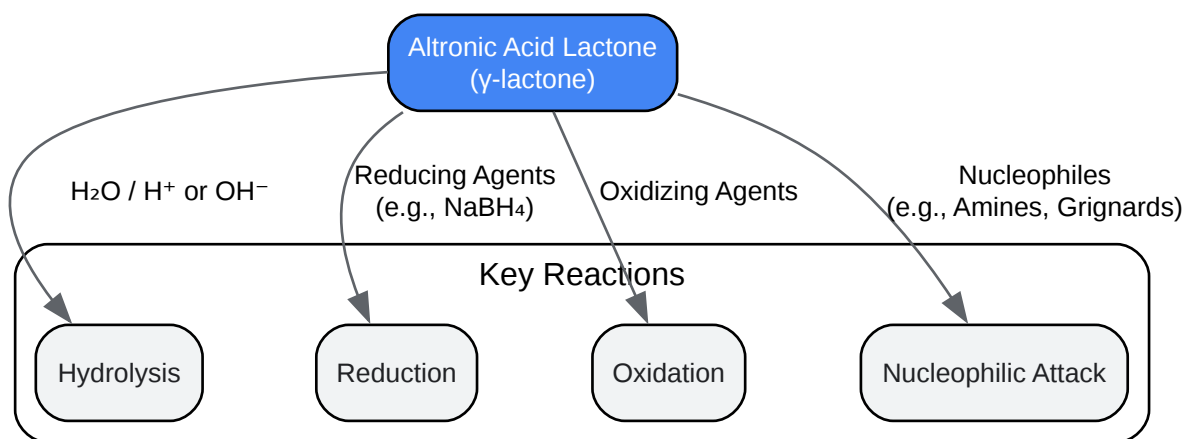 Altronic Acid Lactone
(γ-lactone)
H₂O / H⁺ or OH⁻
Reducing Agents
(e.g., NaBH₄)
Oxidizing Agents
Nucleophiles
(e.g., Amines, Grignards)
Key Reactions
Hydrolysis
Reduction
Oxidation
Nucleophilic Attack